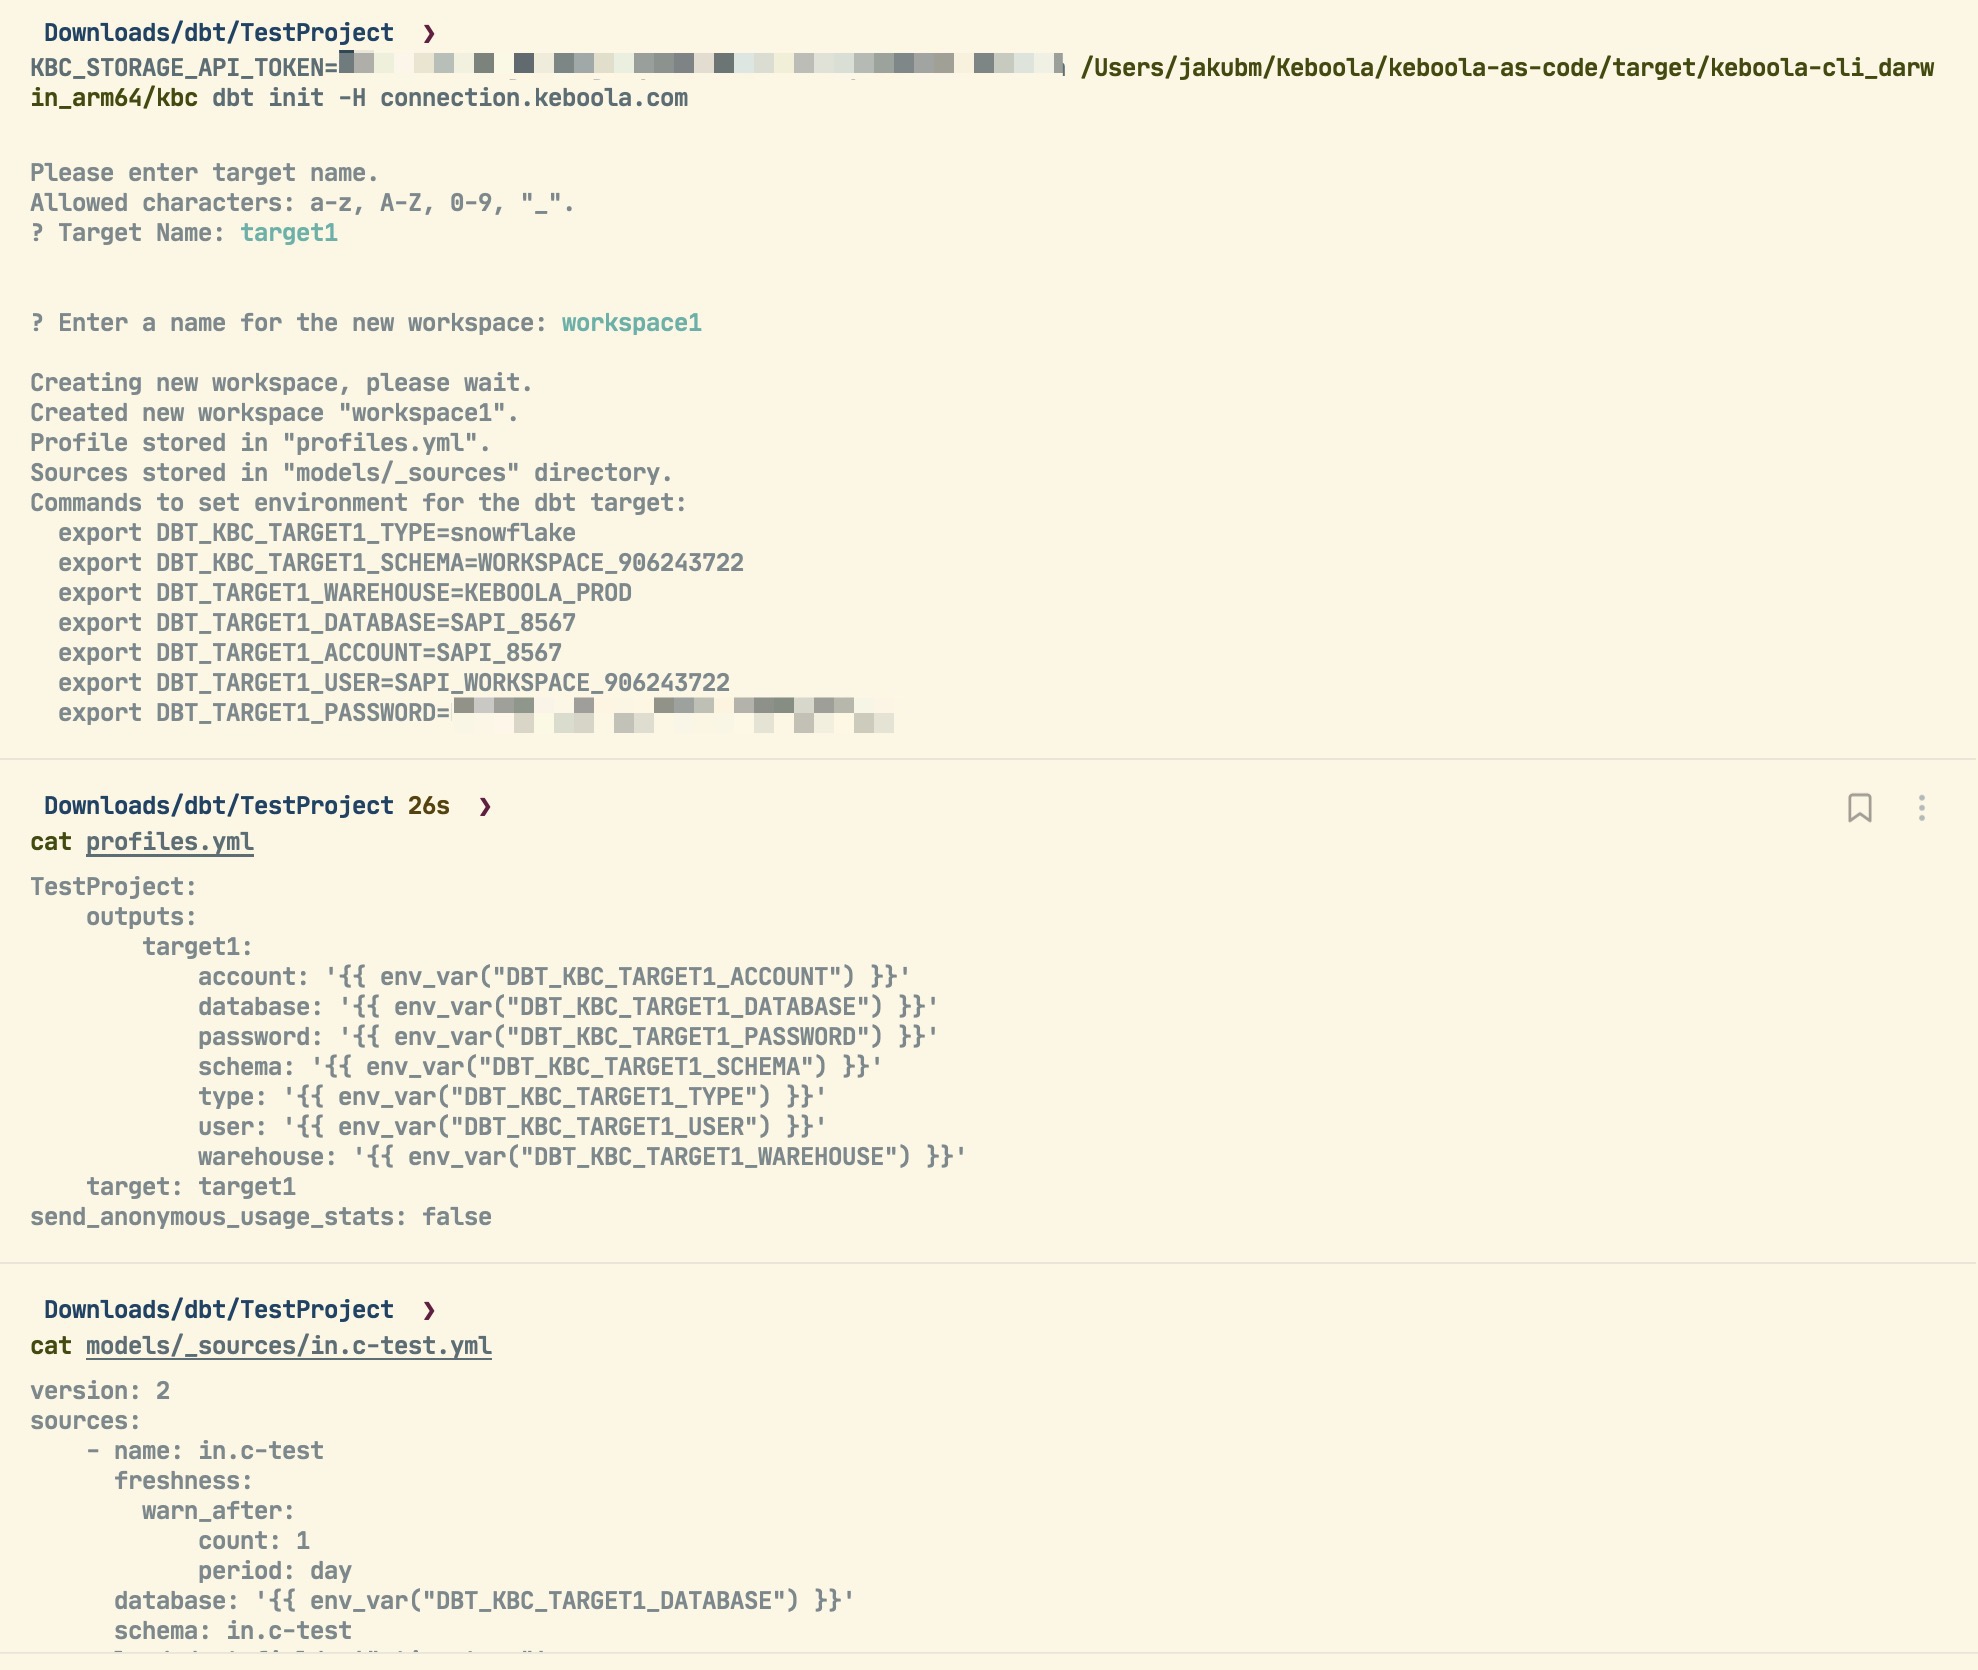 Downloads/dbt/TestProject ❯
KBC_STORAGE_API_TOKEN= /Users/jakubm/Keboola/keboola-as-code/target/keboola-cli_darw
in_arm64/kbc dbt init -H connection.keboola.com
Please enter target name.
Allowed characters: a-z, A-Z, 0-9, "_".
? Target Name: target1
? Enter a name for the new workspace: workspace1
Creating new workspace, please wait.
Created new workspace "workspace1".
Profile stored in "profiles.yml".
Sources stored in "models/_sources" directory.
Commands to set environment for the dbt target:
  export DBT_KBC_TARGET1_TYPE=snowflake
  export DBT_KBC_TARGET1_SCHEMA=WORKSPACE_906243722
  export DBT_TARGET1_WAREHOUSE=KEBOOLA_PROD
  export DBT_TARGET1_DATABASE=SAPI_8567
  export DBT_TARGET1_ACCOUNT=SAPI_8567
  export DBT_TARGET1_USER=SAPI_WORKSPACE_906243722
  export DBT_TARGET1_PASSWORD=
Downloads/dbt/TestProject 26s ❯
cat profiles.yml
TestProject:
    outputs:
        target1:
            account: '{{ env_var("DBT_KBC_TARGET1_ACCOUNT") }}'
            database: '{{ env_var("DBT_KBC_TARGET1_DATABASE") }}'
            password: '{{ env_var("DBT_KBC_TARGET1_PASSWORD") }}'
            schema: '{{ env_var("DBT_KBC_TARGET1_SCHEMA") }}'
            type: '{{ env_var("DBT_KBC_TARGET1_TYPE") }}'
            user: '{{ env_var("DBT_KBC_TARGET1_USER") }}'
            warehouse: '{{ env_var("DBT_KBC_TARGET1_WAREHOUSE") }}'
    target: target1
send_anonymous_usage_stats: false
Downloads/dbt/TestProject ❯
cat models/_sources/in.c-test.yml
version: 2
sources:
    - name: in.c-test
      freshness:
        warn_after:
            count: 1
            period: day
      database: '{{ env_var("DBT_KBC_TARGET1_DATABASE") }}'
      schema: in.c-test